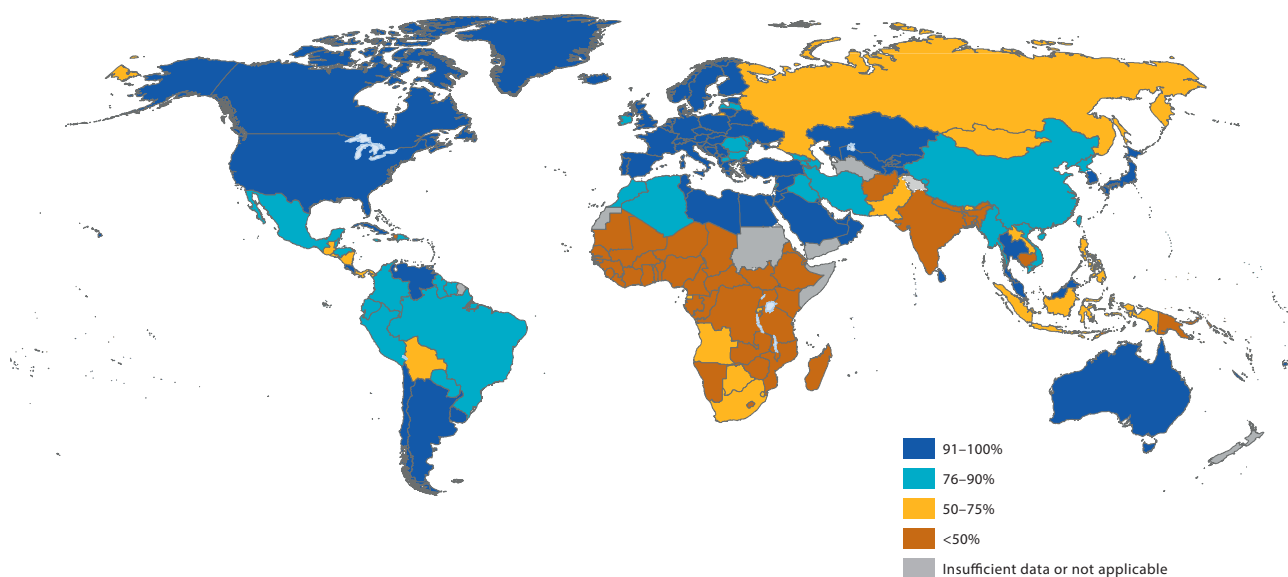 91–100%
76–90%
50–75%
<50%
Insufficient data or not applicable